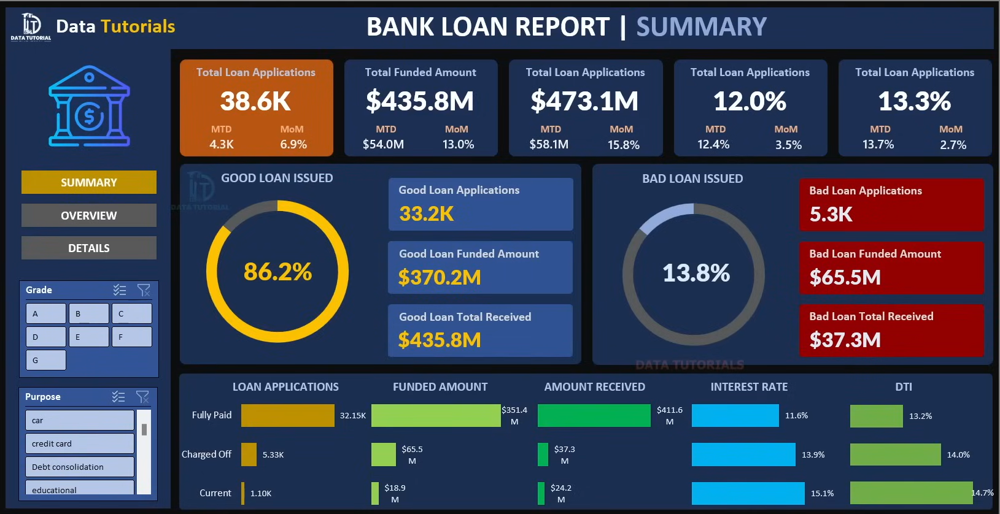 DATA TUTORIAL
Data Tutorials
BANK LOAN REPORT | SUMMARY
SUMMARY
OVERVIEW
DETAILS
Grade
A B C
D E F
G
Purpose
car
credit card
Debt consolidation
educational
Total Loan Applications
38.6K
MTD MoM
4.3K 6.9%
Total Funded Amount
$435.8M
MTD MoM
$54.0M 13.0%
Total Loan Applications
$473.1M
MTD MoM
$58.1M 15.8%
Total Loan Applications
12.0%
MTD MoM
12.4% 3.5%
Total Loan Applications
13.3%
MTD MoM
13.7% 2.7%
GOOD LOAN ISSUED
DATA TUTORIAL
86.2%
Good Loan Applications
33.2K
Good Loan Funded Amount
$370.2M
Good Loan Total Received
$435.8M
BAD LOAN ISSUED
13.8%
Bad Loan Applications
5.3K
Bad Loan Funded Amount
$65.5M
Bad Loan Total Received
$37.3M
DATA TUTORIALS
LOAN APPLICATIONS FUNDED AMOUNT AMOUNT RECEIVED INTEREST RATE DTI
Fully Paid 32.15K $351.4 M $411.6 M 11.6% 13.2%
Charged Off 5.33K $65.5 M $37.3 M 13.9% 14.0%
Current 1.10K $18.9 M $24.2 M 15.1% 14.7%